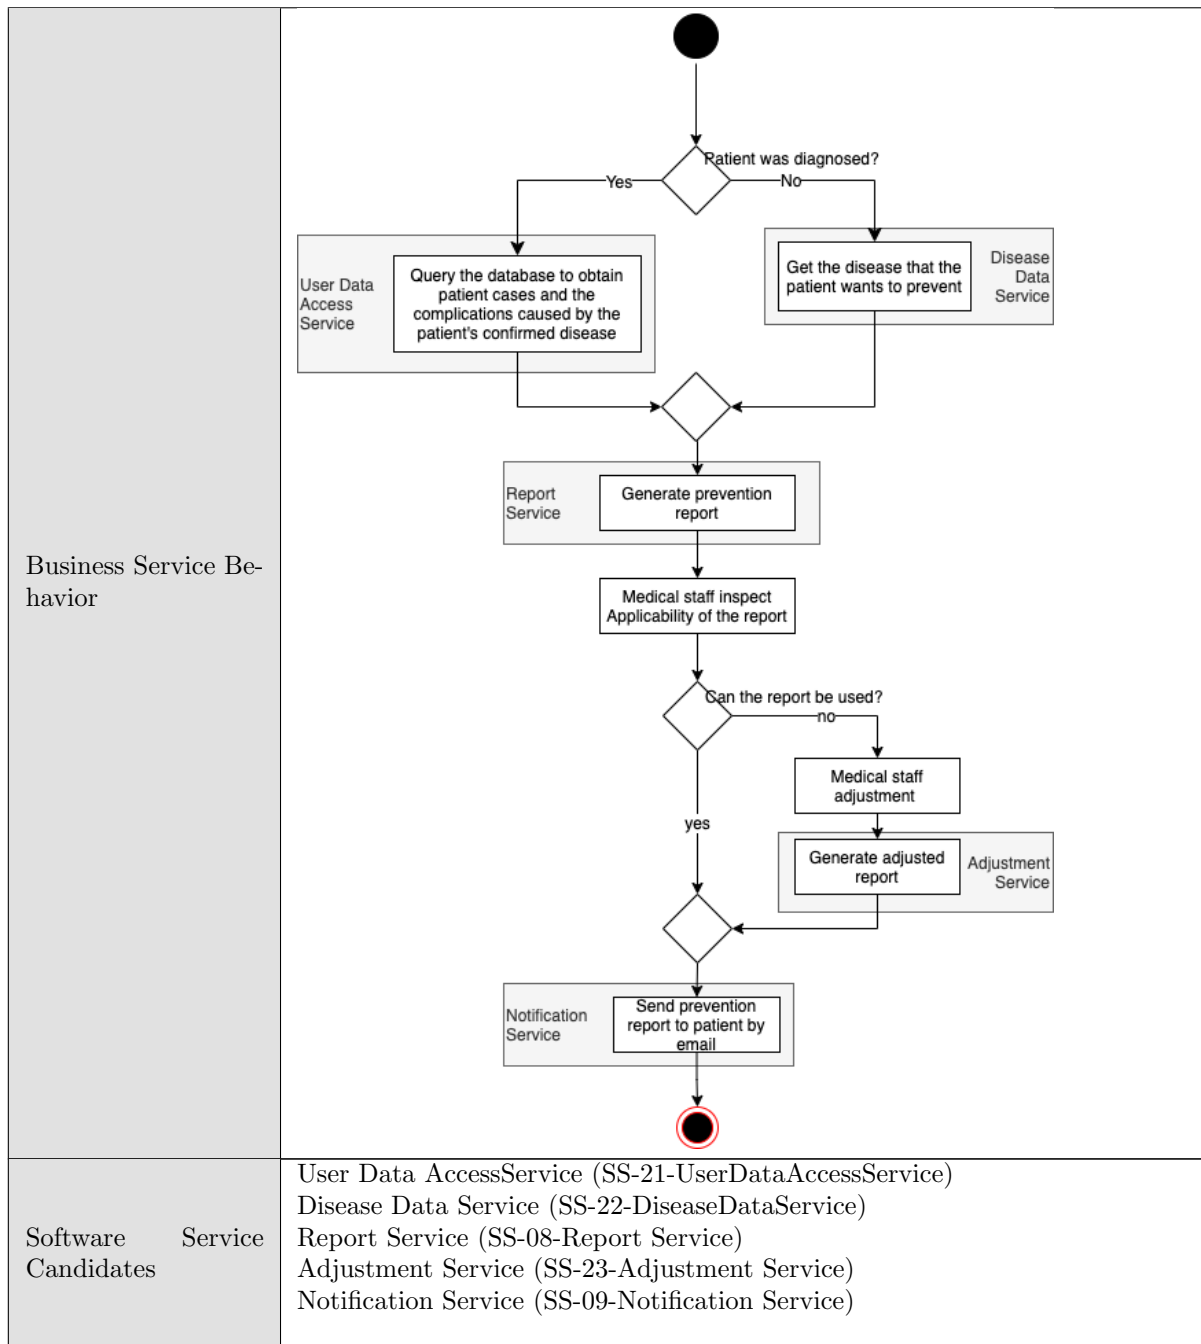 Business Service Be-
havior
Patient was diagnosed?
Yes
No
User Data
Access
Service
Query the database to obtain
patient cases and the
complications caused by the
patient's confirmed disease
Get the disease that the
patient wants to prevent
Disease
Data
Service
Report
Service
Generate prevention
report
Medical staff inspect
Applicability of the report
Can the report be used?
no
yes
Medical staff
adjustment
Generate adjusted
report
Adjustment
Service
Notification
Service
Send prevention
report to patient by
email
Software Service
Candidates
User Data AccessService (SS-21-UserDataAccessService)
Disease Data Service (SS-22-DiseaseDataService)
Report Service (SS-08-Report Service)
Adjustment Service (SS-23-Adjustment Service)
Notification Service (SS-09-Notification Service)